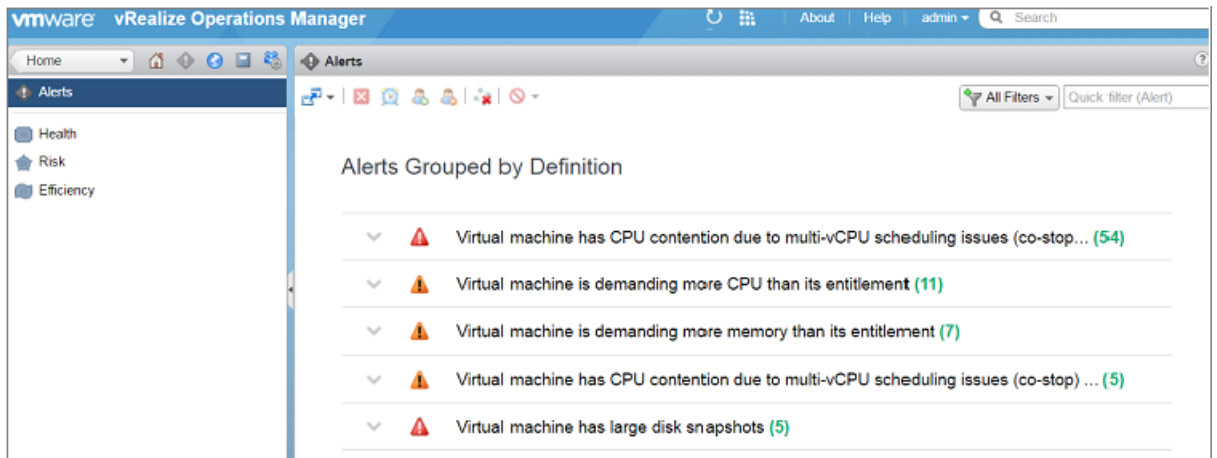 vmware vRealize Operations Manager
About Help admin Search
Home
Alerts
Alerts
All Filters Quick filter (Alert)
Health
Risk
Efficiency
Alerts Grouped by Definition
Virtual machine has CPU contention due to multi-vCPU scheduling issues (co-stop... (54)
Virtual machine is demanding more CPU than its entitlement (11)
Virtual machine is demanding more memory than its entitlement (7)
Virtual machine has CPU contention due to multi-vCPU scheduling issues (co-stop) ... (5)
Virtual machine has large disk snapshots (5)